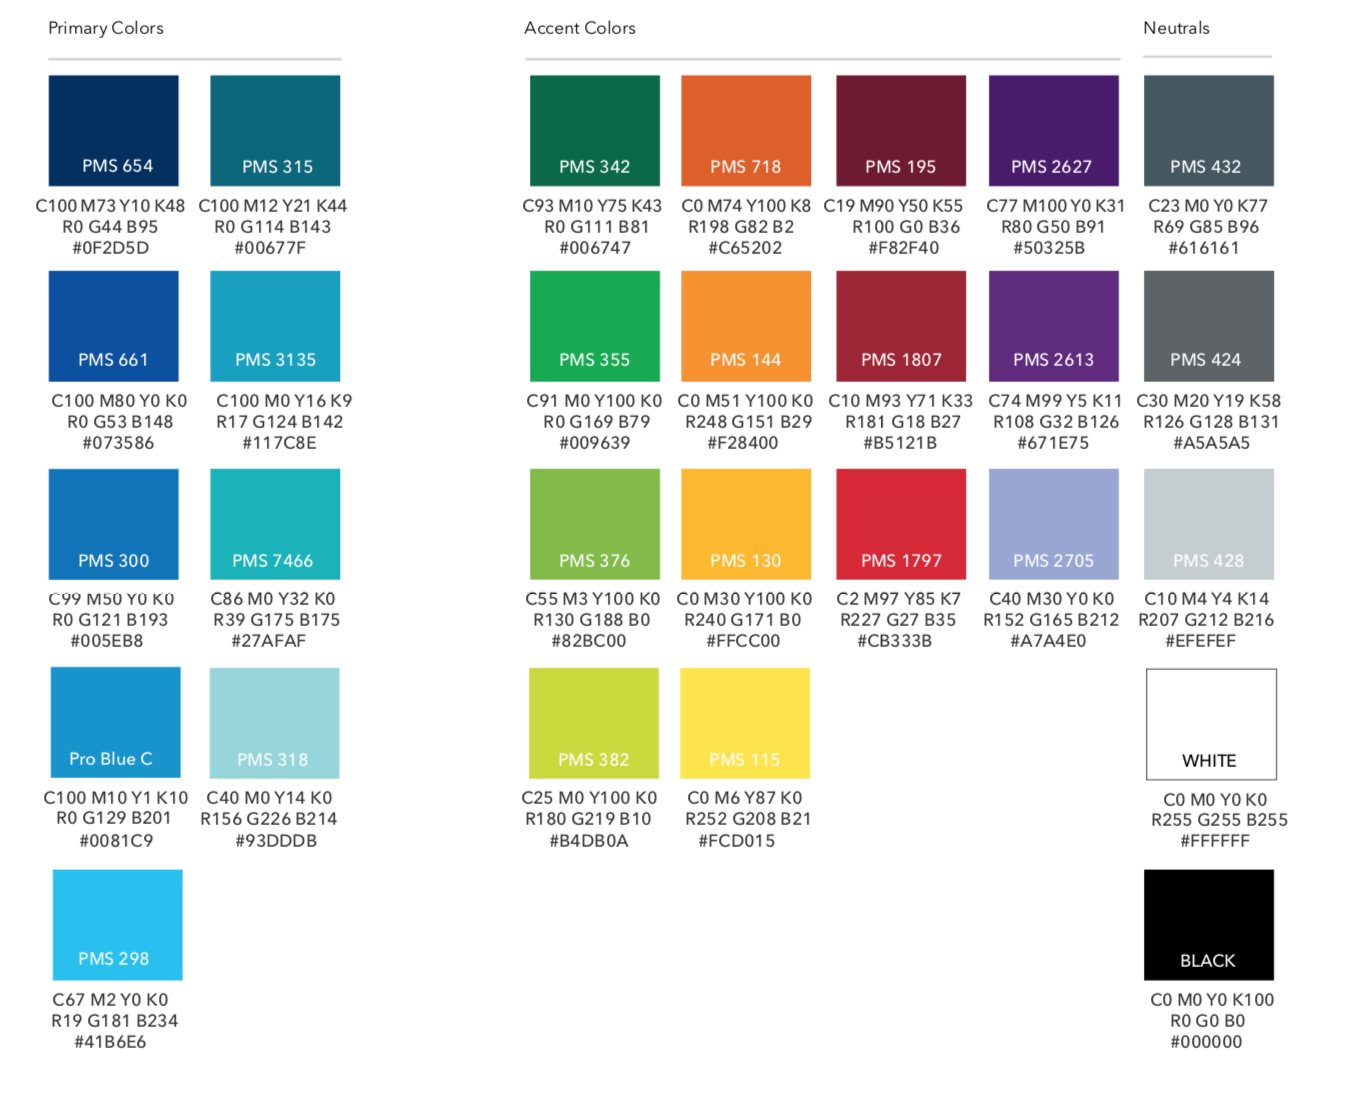 Primary Colors
Accent Colors
Neutrals
PMS 654
C100 M73 Y10 K48
R0 G44 B95
#0F2D5D
PMS 315
C100 M12 Y21 K44
R0 G114 B143
#00677F
PMS 342
C93 M10 Y75 K43
R0 G111 B81
#006747
PMS 718
C0 M74 Y100 K8
R198 G82 B2
#C65202
PMS 195
C19 M90 Y50 K55
R100 G0 B36
#F82F40
PMS 2627
C77 M100 Y0 K31
R80 G50 B91
#50325B
PMS 432
C23 M0 Y0 K77
R69 G85 B96
#616161
PMS 661
C100 M80 Y0 K0
R0 G53 B148
#073586
PMS 3135
C100 M0 Y16 K9
R17 G124 B142
#117C8E
PMS 355
C91 M0 Y100 K0
R0 G169 B79
#009639
PMS 144
C0 M51 Y100 K0
R248 G151 B29
#F28400
PMS 1807
C10 M93 Y71 K33
R181 G18 B27
#B5121B
PMS 2613
C74 M99 Y5 K11
R108 G32 B126
#671E75
PMS 424
C30 M20 Y19 K58
R126 G128 B131
#A5A5A5
PMS 300
C99 M50 Y0 K0
R0 G121 B193
#005EB8
PMS 7466
C86 M0 Y32 K0
R39 G175 B175
#27AFAF
PMS 376
C55 M3 Y100 K0
R130 G188 B0
#82BC00
PMS 130
C0 M30 Y100 K0
R240 G171 B0
#FFCC00
PMS 1797
C2 M97 Y85 K7
R227 G27 B35
#CB333B
PMS 2705
C40 M30 Y0 K0
R152 G165 B212
#A7A4E0
PMS 428
C10 M4 Y4 K14
R207 G212 B216
#EFEFEF
Pro Blue C
C100 M10 Y1 K10
R0 G129 B201
#0081C9
PMS 318
C40 M0 Y14 K0
R156 G226 B214
#93DDDB
PMS 382
C25 M0 Y100 K0
R180 G219 B10
#B4DB0A
PMS 115
C0 M6 Y87 K0
R252 G208 B21
#FCD015
WHITE
C0 M0 Y0 K0
R255 G255 B255
#FFFFFF
PMS 298
C67 M2 Y0 K0
R19 G181 B234
#41B6E6
BLACK
C0 M0 Y0 K100
R0 G0 B0
#000000